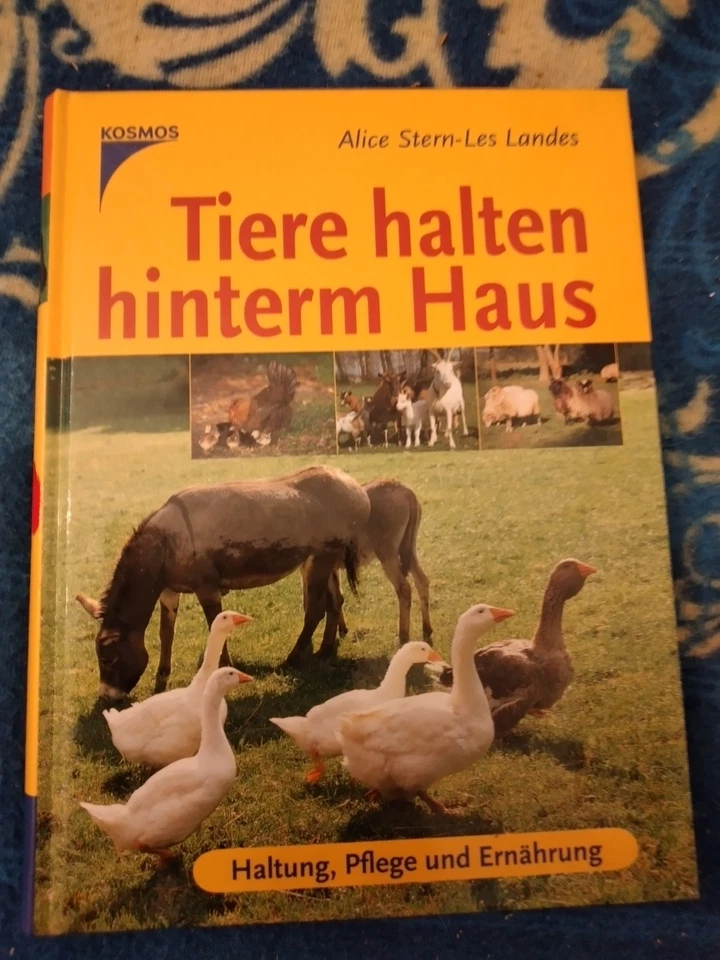 KOSMOS
Alice Stern-Les Landes
Tiere halten
hinterm Haus
Haltung, Pflege und Ernährung